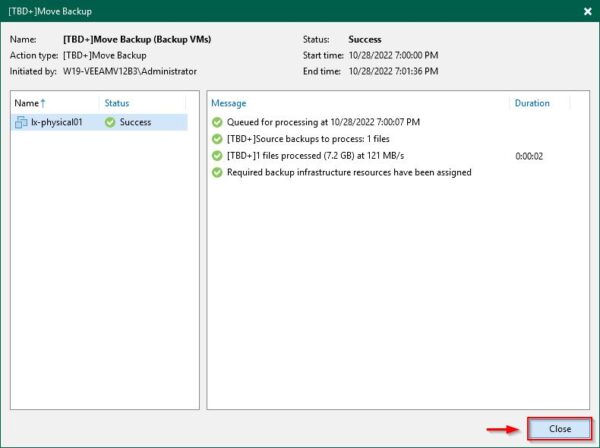 [TBD+]Move Backup
Name: [TBD+]Move Backup (Backup VMs) Status: Success
Action type: [TBD+]Move Backup Start time: 10/28/2022 7:00:00 PM
Initiated by: W19-VEEAMV12B3\Administrator End time: 10/28/2022 7:01:36 PM
Name Status Message Duration
lx-physical01 Success Queued for processing at 10/28/2022 7:00:07 PM
[TBD+]Source backups to process: 1 files
[TBD+]1 files processed (7.2 GB) at 121 MB/s 0:00:02
Required backup infrastructure resources have been assigned
Close